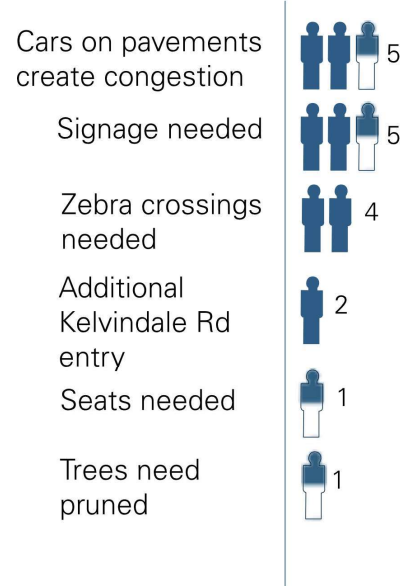 Cars on pavements
create congestion
5
Signage needed
5
Zebra crossings
needed
4
Additional
Kelvindale Rd
entry
2
Seats needed
1
Trees need
pruned
1